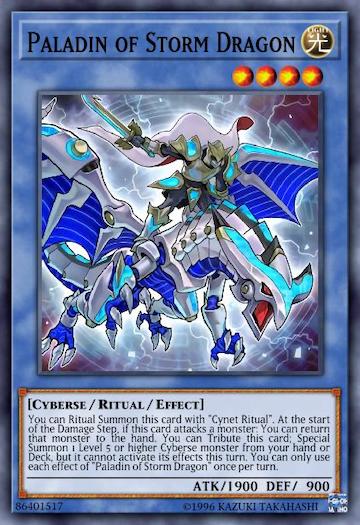 PALADIN OF STORM DRAGON
LIGHT
光
[CYBERSE / RITUAL / EFFECT]
You can Ritual Summon this card with "Cynet Ritual". At the start
of the Damage Step, if this card attacks a monster: You can return
that monster to the hand. You can Tribute this card; Special
Summon 1 Level 5 or higher Cyberse monster from your hand or
Deck, but it cannot activate its effects this turn. You can only use
each effect of "Paladin of Storm Dragon" once per turn.
ATK/1900 DEF/ 900
86401517
©1996 KAZUKI TAKAHASHI